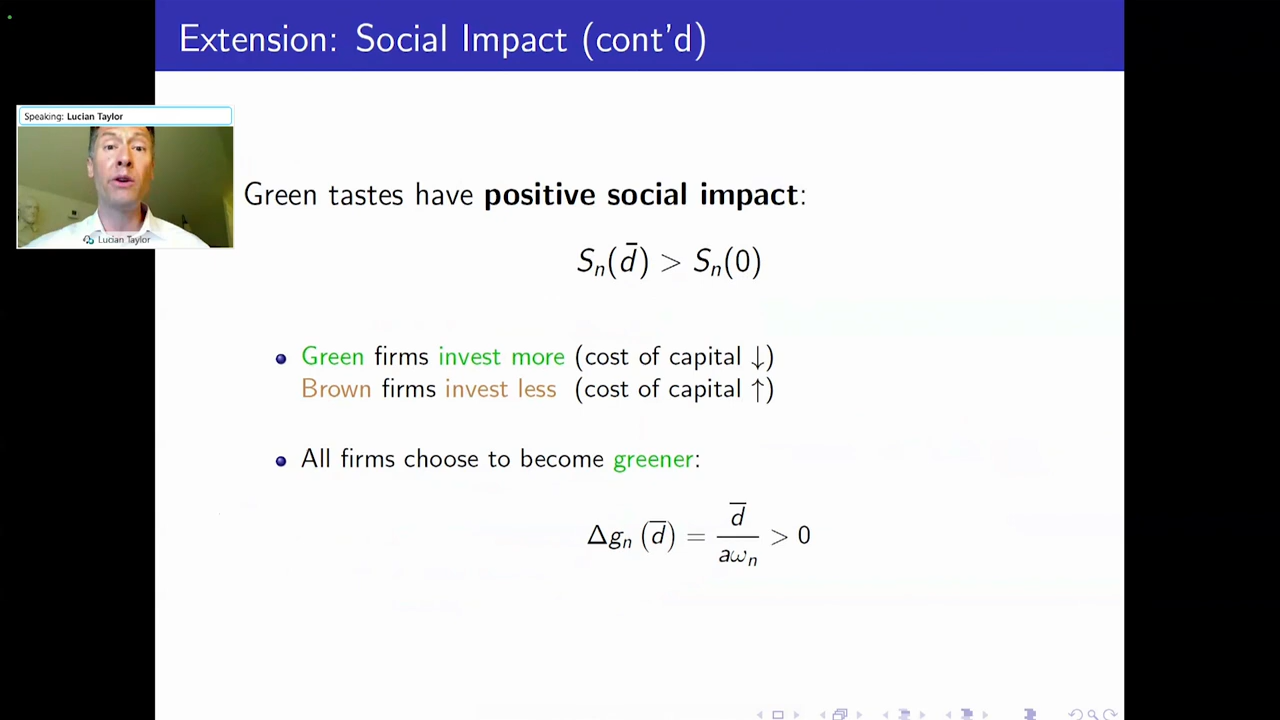 Extension: Social Impact (cont'd)
Speaking: Lucian Taylor
Lucian Taylor
Green tastes have positive social impact:
Sₙ(d̄) > Sₙ(0)
Green firms invest more (cost of capital ↓)
Brown firms invest less (cost of capital ↑)
All firms choose to become greener:
Δgₙ (d̄) = d̄ / aωₙ > 0